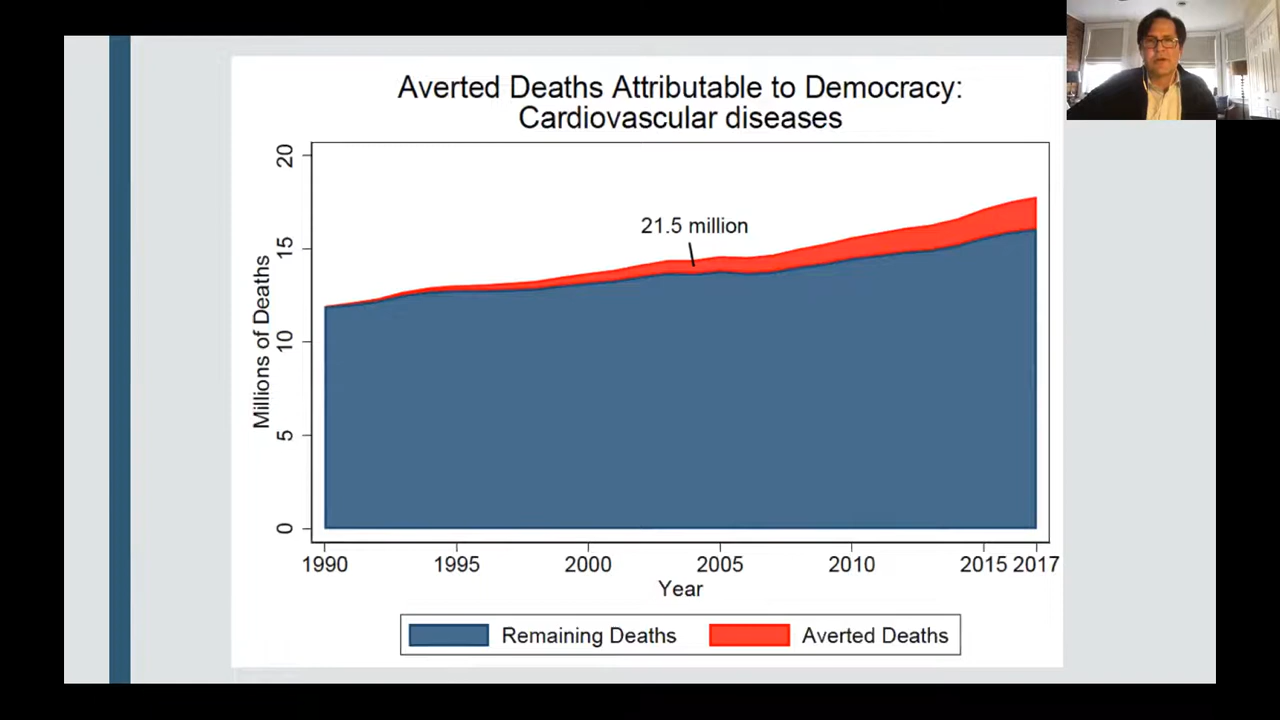 Averted Deaths Attributable to Democracy:
Cardiovascular diseases
Millions of Deaths
20
15
10
5
0
21.5 million
1990 1995 2000 2005 2010 2015 2017
Year
Remaining Deaths Averted Deaths